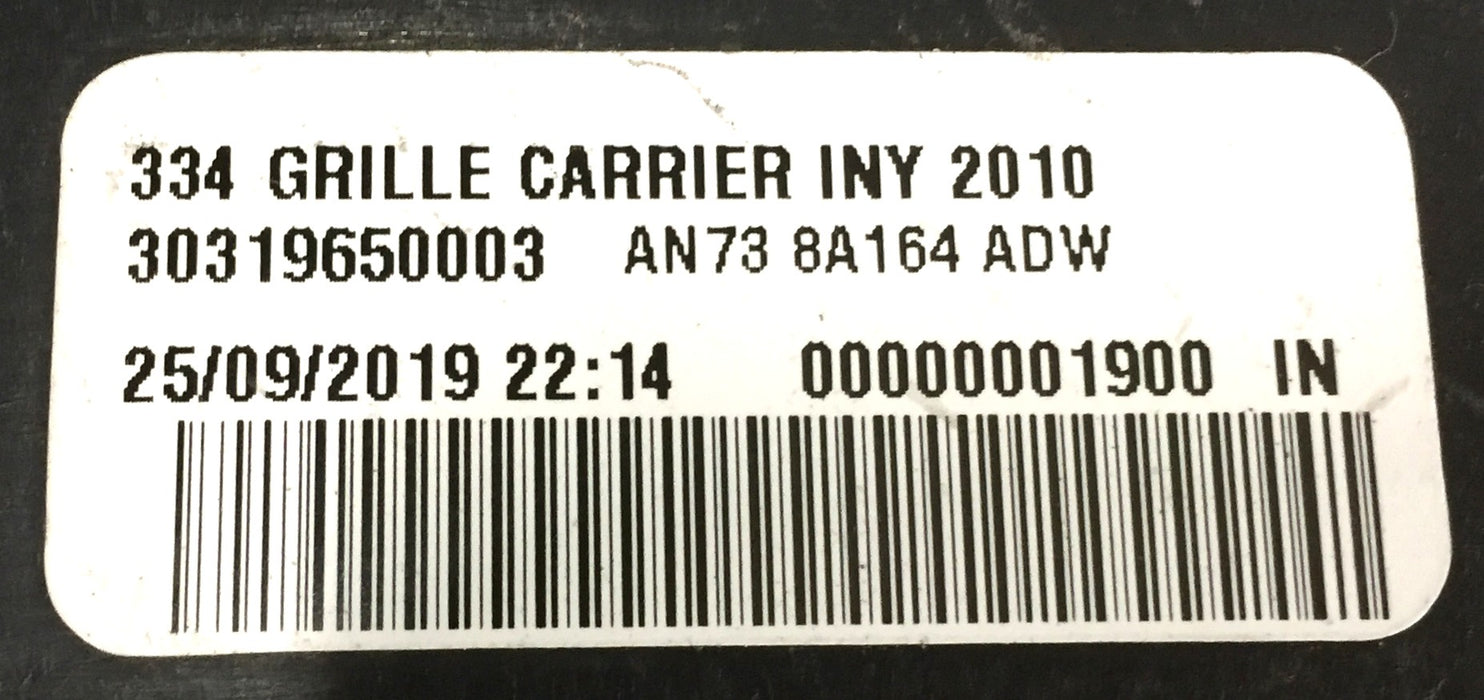 334 GRILLE CARRIER INY 2010
30319650003 AN73 8A164 ADW
25/09/2019 22:14 00000001900 IN